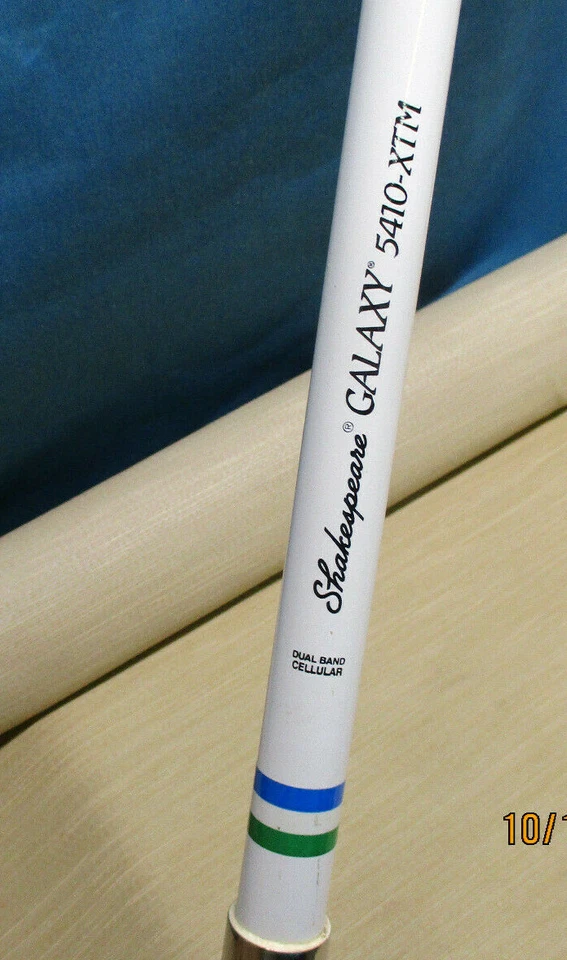 Shakespeare® GALAXY® 5410-XTM
DUAL BAND
CELLULAR
10/1